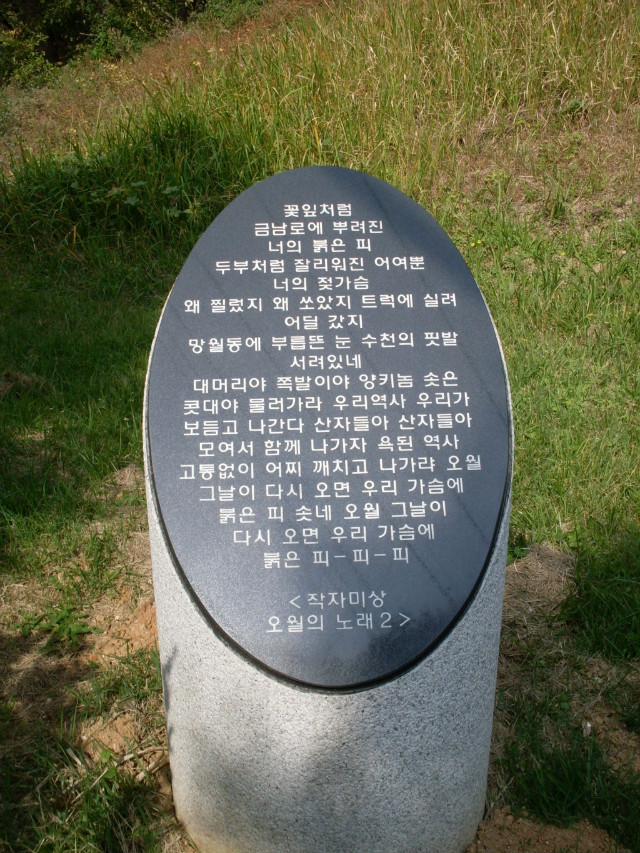 꽃잎처럼
금남로에 뿌려진
너의 붉은 피
두부처럼 잘리워진 어여뿐
너의 젖가슴
왜 찔렀지 왜 쏘았지 트럭에 실려
어딜 갔지
망월동에 부릅뜬 눈 수천의 핏발
서려있네
대머리야 쪽발이야 양키놈 솟은
콧대야 물러가라 우리역사 우리가
보듬고 나간다 산자들아 산자들아
모여서 함께 나가자 욕된 역사
고통없이 어찌 깨치고 나가랴 오월
그날이 다시 오면 우리 가슴에
붉은 피 솟네 오월 그날이
다시 오면 우리 가슴에
붉은 피-피-피
<작자미상
오월의 노래2>